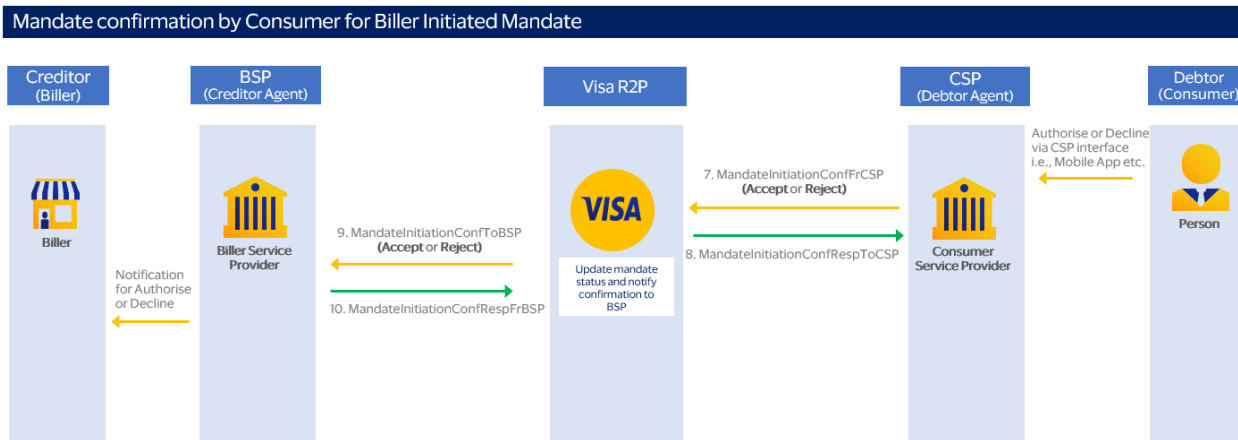 Mandate confirmation by Consumer for Biller Initiated Mandate
Creditor
(Biller)
BSP
(Creditor Agent)
Visa R2P
CSP
(Debtor Agent)
Debtor
(Consumer)
Authorise or Decline
via CSP interface
i.e., Mobile App etc.
7. MandateInitiationConfFrCSP
(Accept or Reject)
VISA
Person
Biller
9. MandateInitiationConfToBSP
(Accept or Reject)
Biller Service
Provider
8. MandateInitiationConfRespToCSP
Consumer
Service Provider
Update mandate
status and notify
confirmation to
BSP
Notification
for Authorise
or Decline
10. MandateInitiationConfRespFrBSP